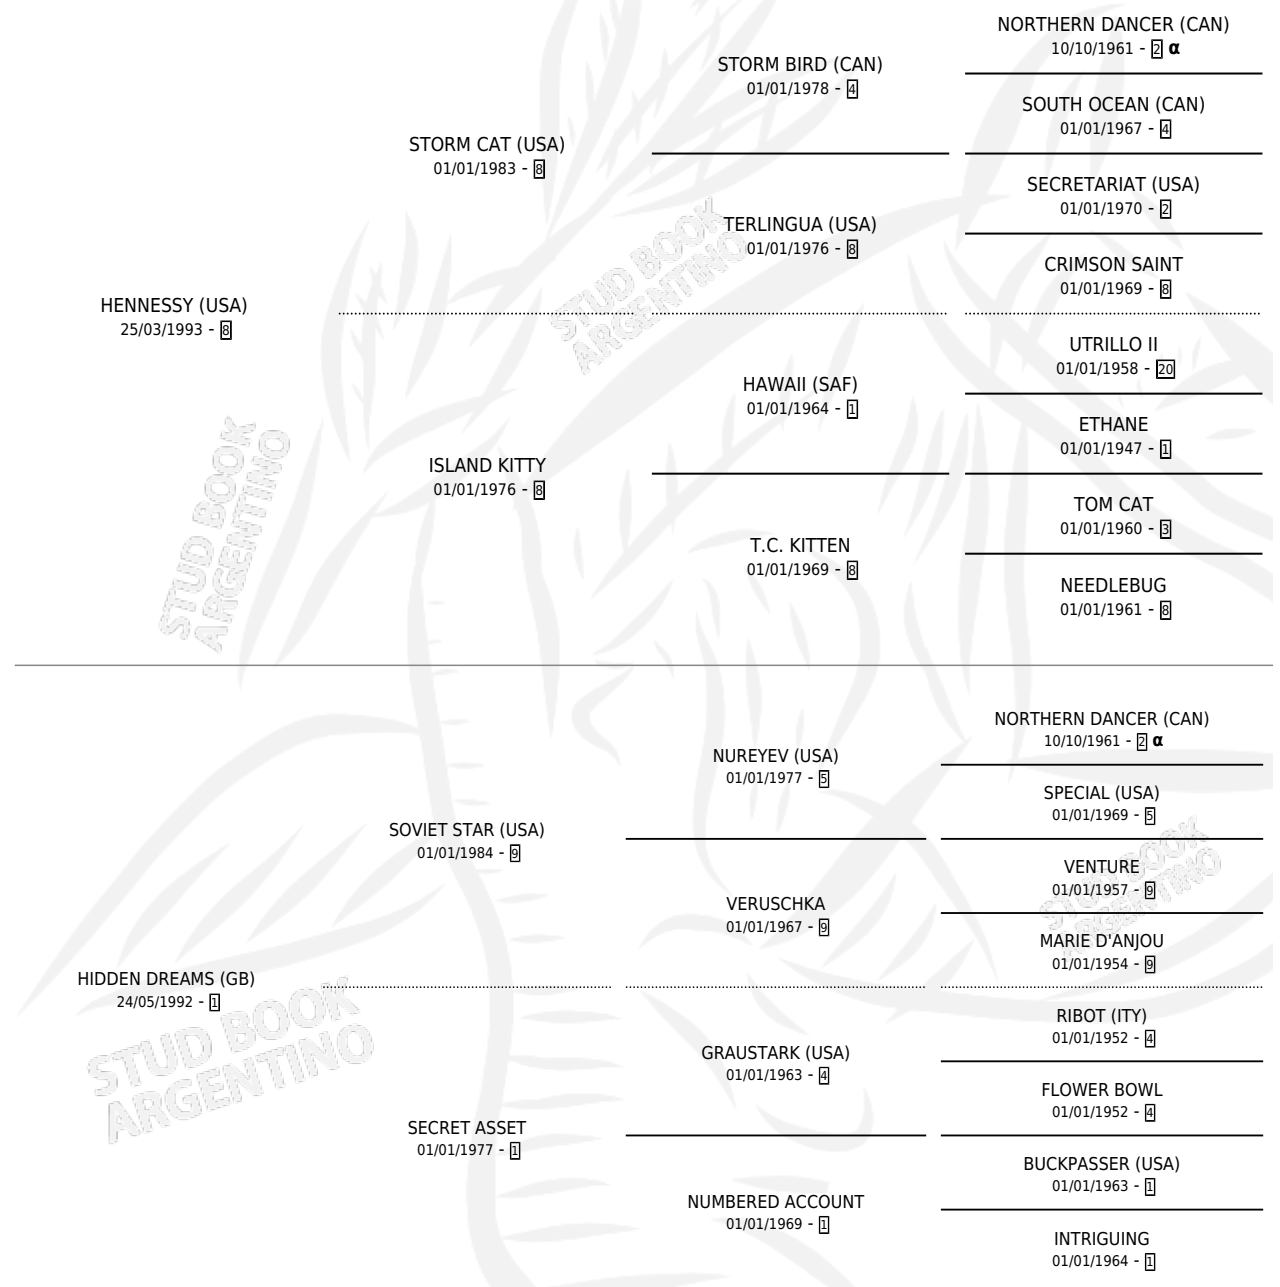 HENNESSY (USA)
25/03/1993 - 8
STORM CAT (USA)
01/01/1983 - 8
STORM BIRD (CAN)
01/01/1978 - 4
NORTHERN DANCER (CAN)
10/10/1961 - 2 α
SOUTH OCEAN (CAN)
01/01/1967 - 4
TERLINGUA (USA)
01/01/1976 - 8
SECRETARIAT (USA)
01/01/1970 - 2
CRIMSON SAINT
01/01/1969 - 8
ISLAND KITTY
01/01/1976 - 8
HAWAII (SAF)
01/01/1964 - 1
UTRILLO II
01/01/1958 - 20
ETHANE
01/01/1947 - 1
T.C. KITTEN
01/01/1969 - 8
TOM CAT
01/01/1960 - 3
NEEDLEBUG
01/01/1961 - 8
HIDDEN DREAMS (GB)
24/05/1992 - 1
SOVIET STAR (USA)
01/01/1984 - 9
NUREYEV (USA)
01/01/1977 - 5
NORTHERN DANCER (CAN)
10/10/1961 - 2 α
SPECIAL (USA)
01/01/1969 - 5
VERUSCHKA
01/01/1967 - 9
VENTURE
01/01/1957 - 9
MARIE D'ANJOU
01/01/1954 - 9
SECRET ASSET
01/01/1977 - 1
GRAUSTARK (USA)
01/01/1963 - 4
RIBOT (ITY)
01/01/1952 - 4
FLOWER BOWL
01/01/1952 - 4
NUMBERED ACCOUNT
01/01/1969 - 1
BUCKPASSER (USA)
01/01/1963 - 1
INTRIGUING
01/01/1964 - 1
STUD BOOK
ARGENTINO
STUD BOOK
ARGENTINO
STUD BOOK
ARGENTINO
STUD BOOK
ARGENTINO